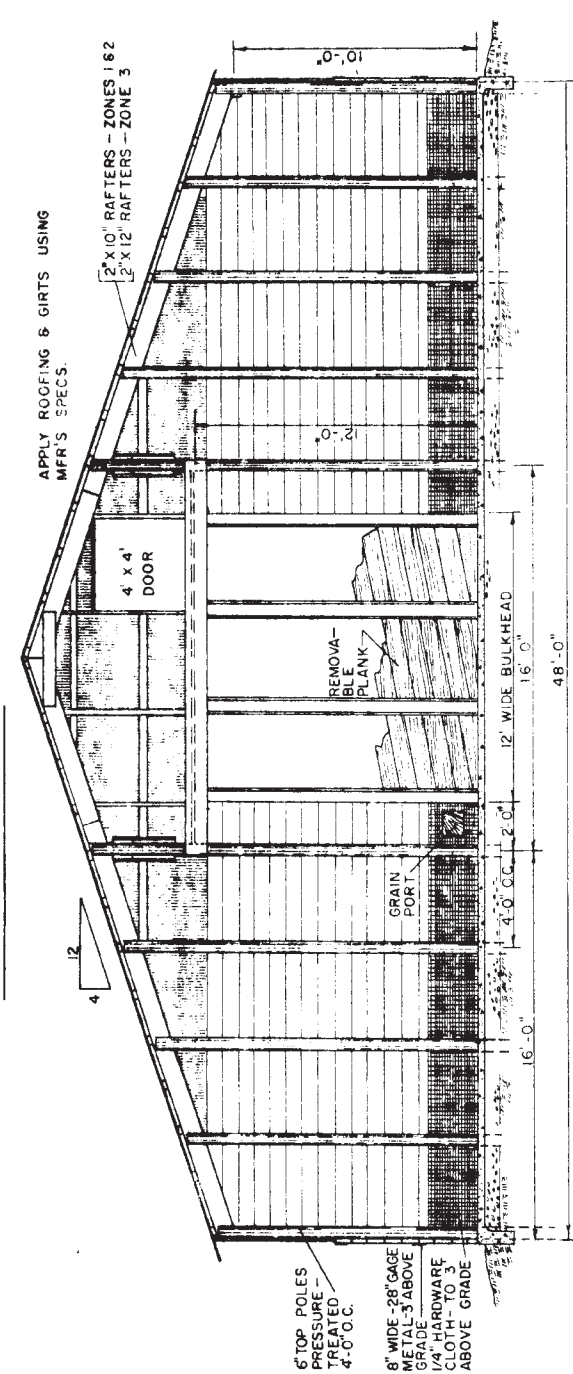 APPLY ROOFING & GIRTS USING
MFR'S SPECS.
2"X10" RAFTERS - ZONES 1&2
2"X12" RAFTERS - ZONE 3
12
4
4' X 4'
DOOR
10'-0"
12'-0"
REMOVA-
BLE
PLANK
GRAIN
PORT
6" TOP POLES
PRESSURE-
TREATED
4'-0" O.C.
8" WIDE-28" GAGE
METAL-3' ABOVE
GRADE
1/4" HARDWARE
CLOTH- TO 3'
ABOVE GRADE
4'-0" O.C.
2'-0"
12' WIDE BULKHEAD
16'-0"
16'-0"
48'-0"